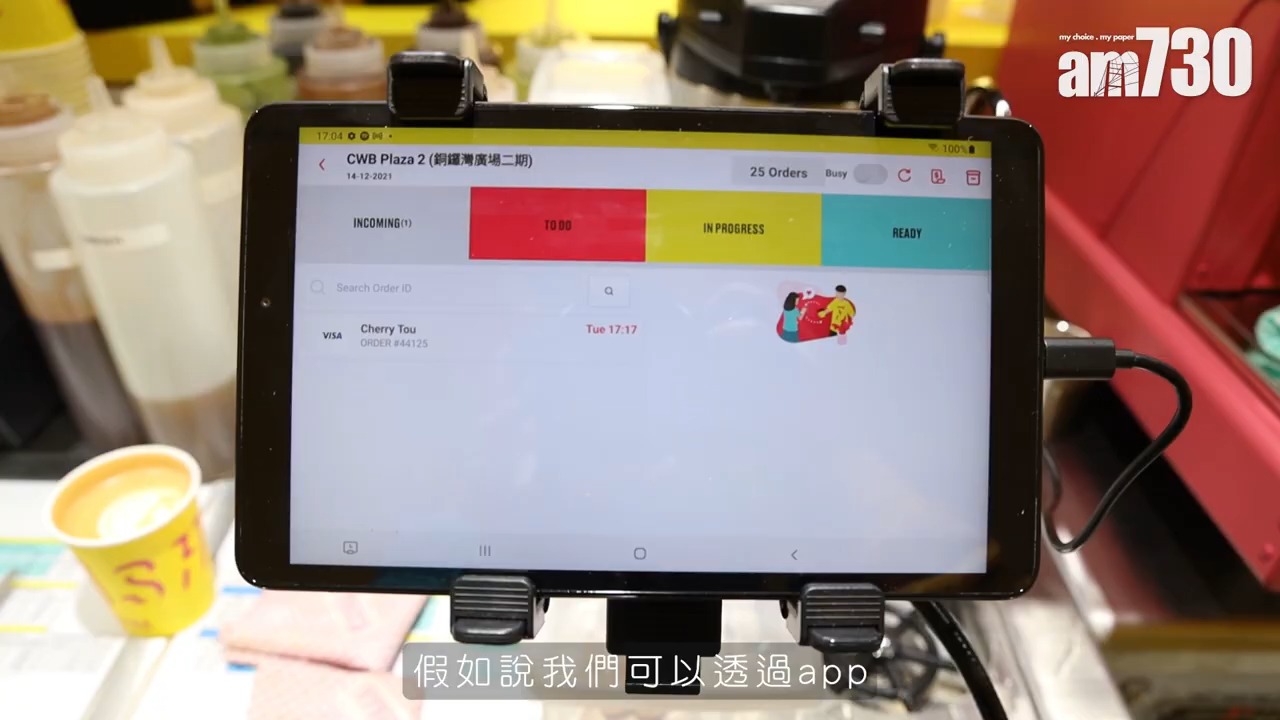 my choice . my paper
am730
17:04
100%
CWB Plaza 2 (銅鑼灣廣場二期)
14-12-2021
25 Orders
Busy
INCOMING(1)
TO DO
IN PROGRESS
READY
Search Order ID
VISA
Cherry Tou
Tue 17:17
ORDER #44125
假如說我們可以透過app